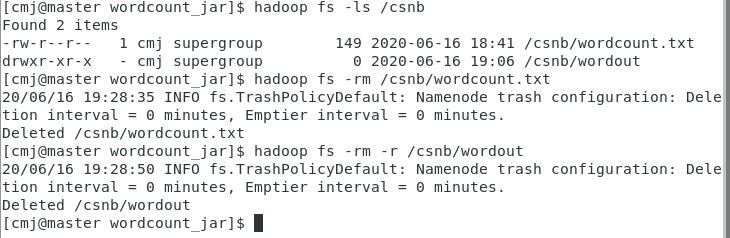 [cmj@master wordcount_jar]$ hadoop fs -ls /csnb
Found 2 items
-rw-r--r--   1 cmj supergroup        149 2020-06-16 18:41 /csnb/wordcount.txt
drwxr-xr-x   - cmj supergroup          0 2020-06-16 19:06 /csnb/wordout
[cmj@master wordcount_jar]$ hadoop fs -rm /csnb/wordcount.txt
20/06/16 19:28:35 INFO fs.TrashPolicyDefault: Namenode trash configuration: Dele
tion interval = 0 minutes, Emptier interval = 0 minutes.
Deleted /csnb/wordcount.txt
[cmj@master wordcount_jar]$ hadoop fs -rm -r /csnb/wordout
20/06/16 19:28:50 INFO fs.TrashPolicyDefault: Namenode trash configuration: Dele
tion interval = 0 minutes, Emptier interval = 0 minutes.
Deleted /csnb/wordout
[cmj@master wordcount_jar]$